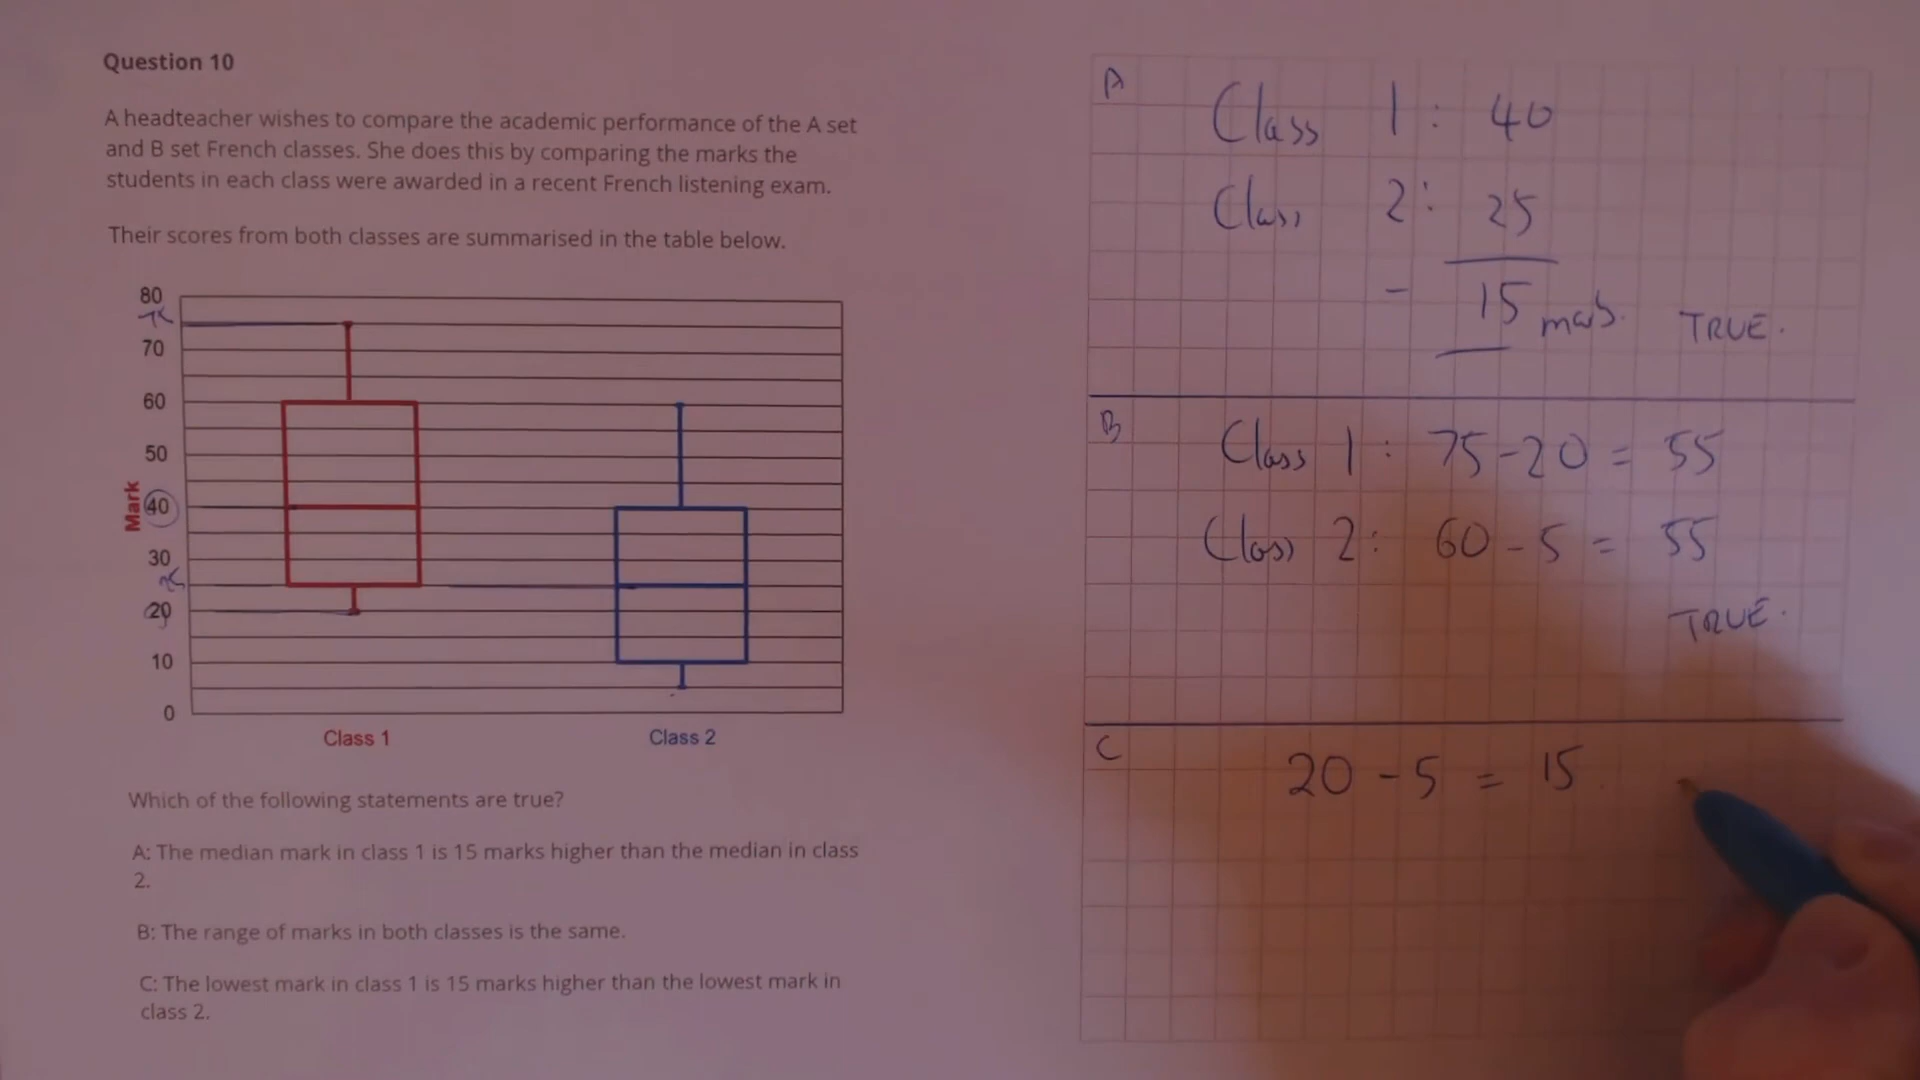 Question 10
A headteacher wishes to compare the academic performance of the A set
and B set French classes. She does this by comparing the marks the
students in each class were awarded in a recent French listening exam.
Their scores from both classes are summarised in the table below.
80
75
70
60
50
40
30
25
20
10
0
Mark
Class 1
Class 2
Which of the following statements are true?
A: The median mark in class 1 is 15 marks higher than the median in class
2.
B: The range of marks in both classes is the same.
C: The lowest mark in class 1 is 15 marks higher than the lowest mark in
class 2.
A
Class 1: 40
Class 2: 25
- 15 marks. TRUE.
B
Class 1: 75-20 = 55
Class 2: 60-5 = 55
TRUE.
C
20-5 = 15